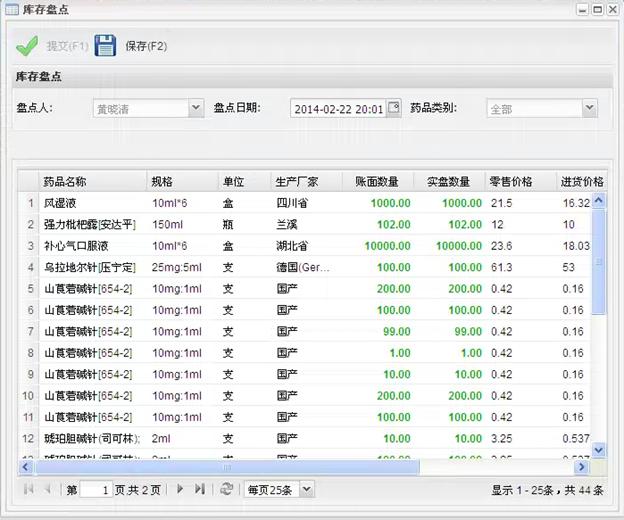 库存盘点
提交(F1) 保存(F2)
库存盘点
盘点人: 黄晓清 盘点日期: 2014-02-22 20:01 药品类别: 全部
药品名称 规格 单位 生产厂家 账面数量 实盘数量 零售价格 进货价格
1 风湿液 10ml*6 盒 四川省 1000.00 1000.00 21.5 16.32
2 强力枇杷露[安达平] 150ml 瓶 兰溪 102.00 102.00 12 10
3 补心气口服液 10ml*6 盒 湖北省 10000.00 10000.00 23.6 18.03
4 乌拉地尔针[压宁定] 25mg:5ml 支 德国(Ger... 100.00 100.00 61.3 53
5 山莨菪碱针[654-2] 10mg:1ml 支 国产 200.00 200.00 0.42 0.16
6 山莨菪碱针[654-2] 10mg:1ml 支 国产 100.00 100.00 0.42 0.16
7 山莨菪碱针[654-2] 10mg:1ml 支 国产 99.00 99.00 0.42 0.16
8 山莨菪碱针[654-2] 10mg:1ml 支 国产 1.00 1.00 0.42 0.16
9 山莨菪碱针[654-2] 10mg:1ml 支 国产 10.00 10.00 0.42 0.16
10 山莨菪碱针[654-2] 10mg:1ml 支 国产 200.00 200.00 0.42 0.16
11 山莨菪碱针[654-2] 10mg:1ml 支 国产 100.00 100.00 0.42 0.16
12 琥珀胆碱针(司可林); 2ml 支 国产 10.00 10.00 3.25 0.537
第 1 页,共 2 页 每页25条 显示 1 - 25条，共 44 条